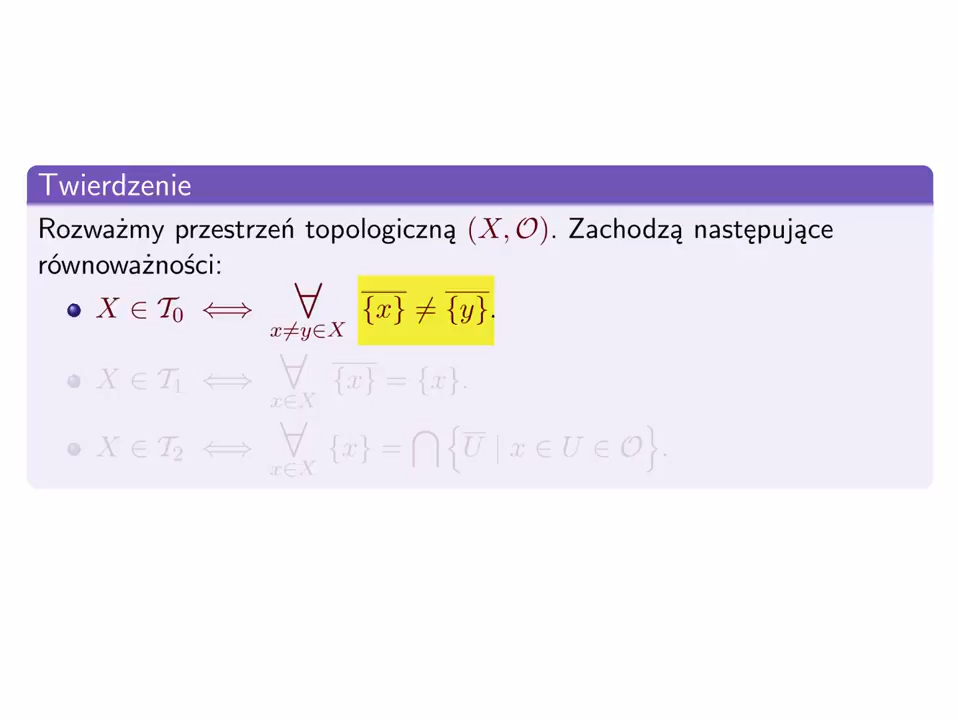 Twierdzenie
Rozważmy przestrzeń topologiczną (X, 𝒪). Zachodzą następujące
równoważności:
X ∈ 𝒯₀ ⟺ ∀_{x≠y∈X} \overline{{x}} ≠ \overline{{y}}.
X ∈ 𝒯₁ ⟺ ∀_{x∈X} \overline{{x}} = {x}.
X ∈ 𝒯₂ ⟺ ∀_{x∈X} {x} = ⋂{\overline{U} | x ∈ U ∈ 𝒪}.